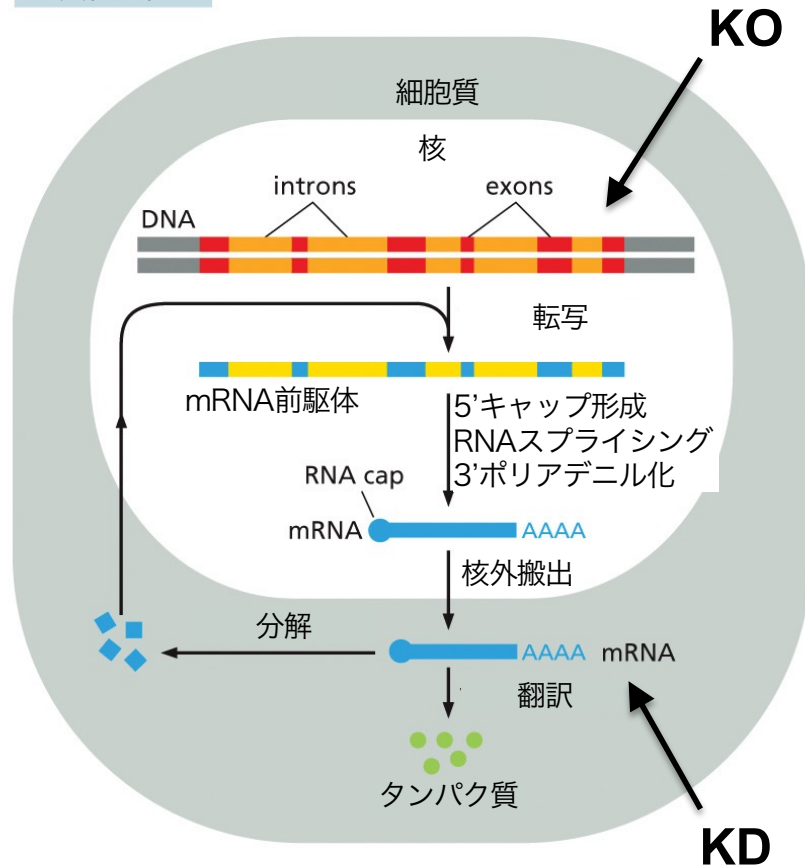 KO
細胞質
核
introns
exons
DNA
転写
mRNA前駆体
5’キャップ形成
RNAスプライシング
3’ポリアデニル化
RNA cap
mRNA
AAAA
核外搬出
分解
AAAA mRNA
翻訳
タンパク質
KD